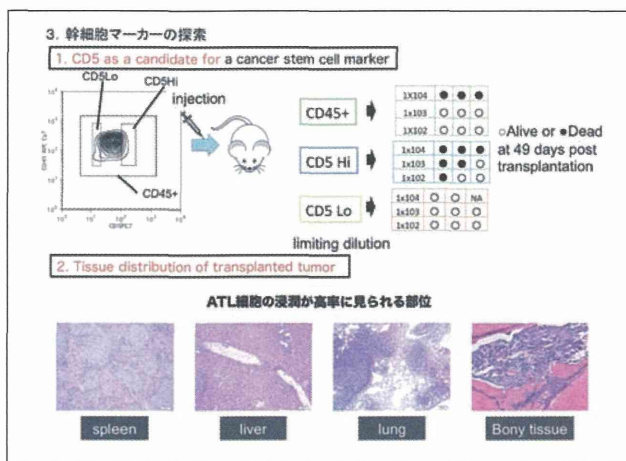 3. 幹細胞マーカーの探索
1. CD5 as a candidate for a cancer stem cell marker
CD5Lo
CD5Hi
injection
CD45+
CD45+
1X104 ● ● ●
1x103 ○ ○ ○
1X102 ○ ○ ○
CD5 Hi
1x104 ● ● ●
1x103 ● ● ○
1x102 ● ○ ○
CD5 Lo
1x104 ○ ○ NA
1x103 ○ ○ ○
1x102 ○ ○ ○
○Alive or ●Dead
at 49 days post
transplantation
limiting dilution
2. Tissue distribution of transplanted tumor
ATL細胞の浸潤が高率に見られる部位
spleen
liver
lung
Bony tissue